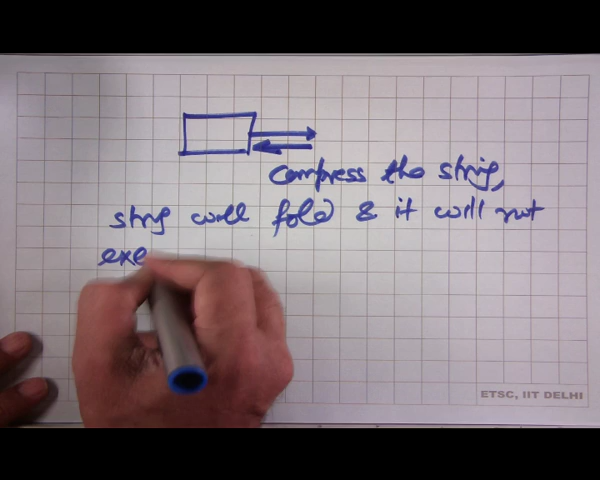 Compress the string,
string will fold & it will not
exe
ETSC, IIT DELHI